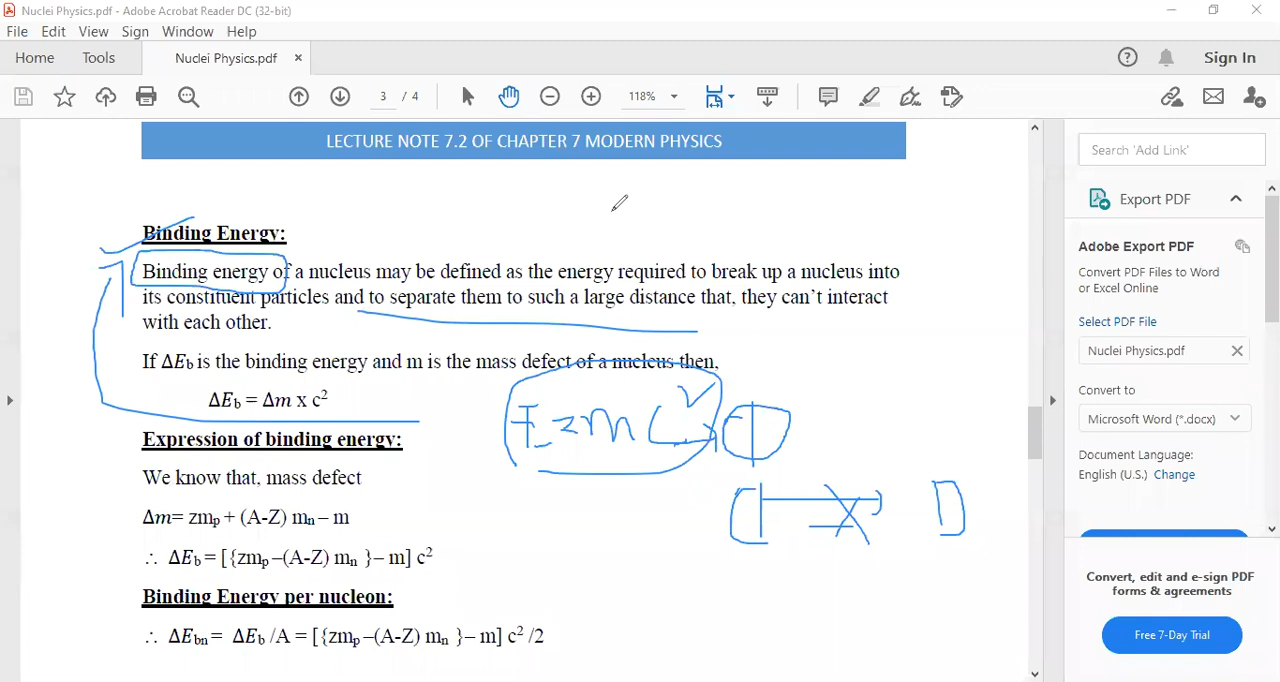 Nuclei Physics.pdf - Adobe Acrobat Reader DC (32-bit)
File Edit View Sign Window Help
Home Tools Nuclei Physics.pdf × Sign In
3 / 4 118%
LECTURE NOTE 7.2 OF CHAPTER 7 MODERN PHYSICS
Binding Energy:
Binding energy of a nucleus may be defined as the energy required to break up a nucleus into
its constituent particles and to separate them to such a large distance that, they can't interact
with each other.
If ΔEb is the binding energy and m is the mass defect of a nucleus then,
ΔEb = Δm x c²
E=mc²
Expression of binding energy:
We know that, mass defect
Δm= zmp + (A-Z) mn – m
∴ ΔEb = [{zmp –(A-Z) mn }– m] c²
Binding Energy per nucleon:
∴ ΔEbn = ΔEb /A = [{zmp –(A-Z) mn }– m] c² /2
Search 'Add Link'
Export PDF
Adobe Export PDF
Convert PDF Files to Word
or Excel Online
Select PDF File
Nuclei Physics.pdf
Convert to
Microsoft Word (*.docx)
Document Language:
English (U.S.) Change
Convert, edit and e-sign PDF
forms & agreements
Free 7-Day Trial